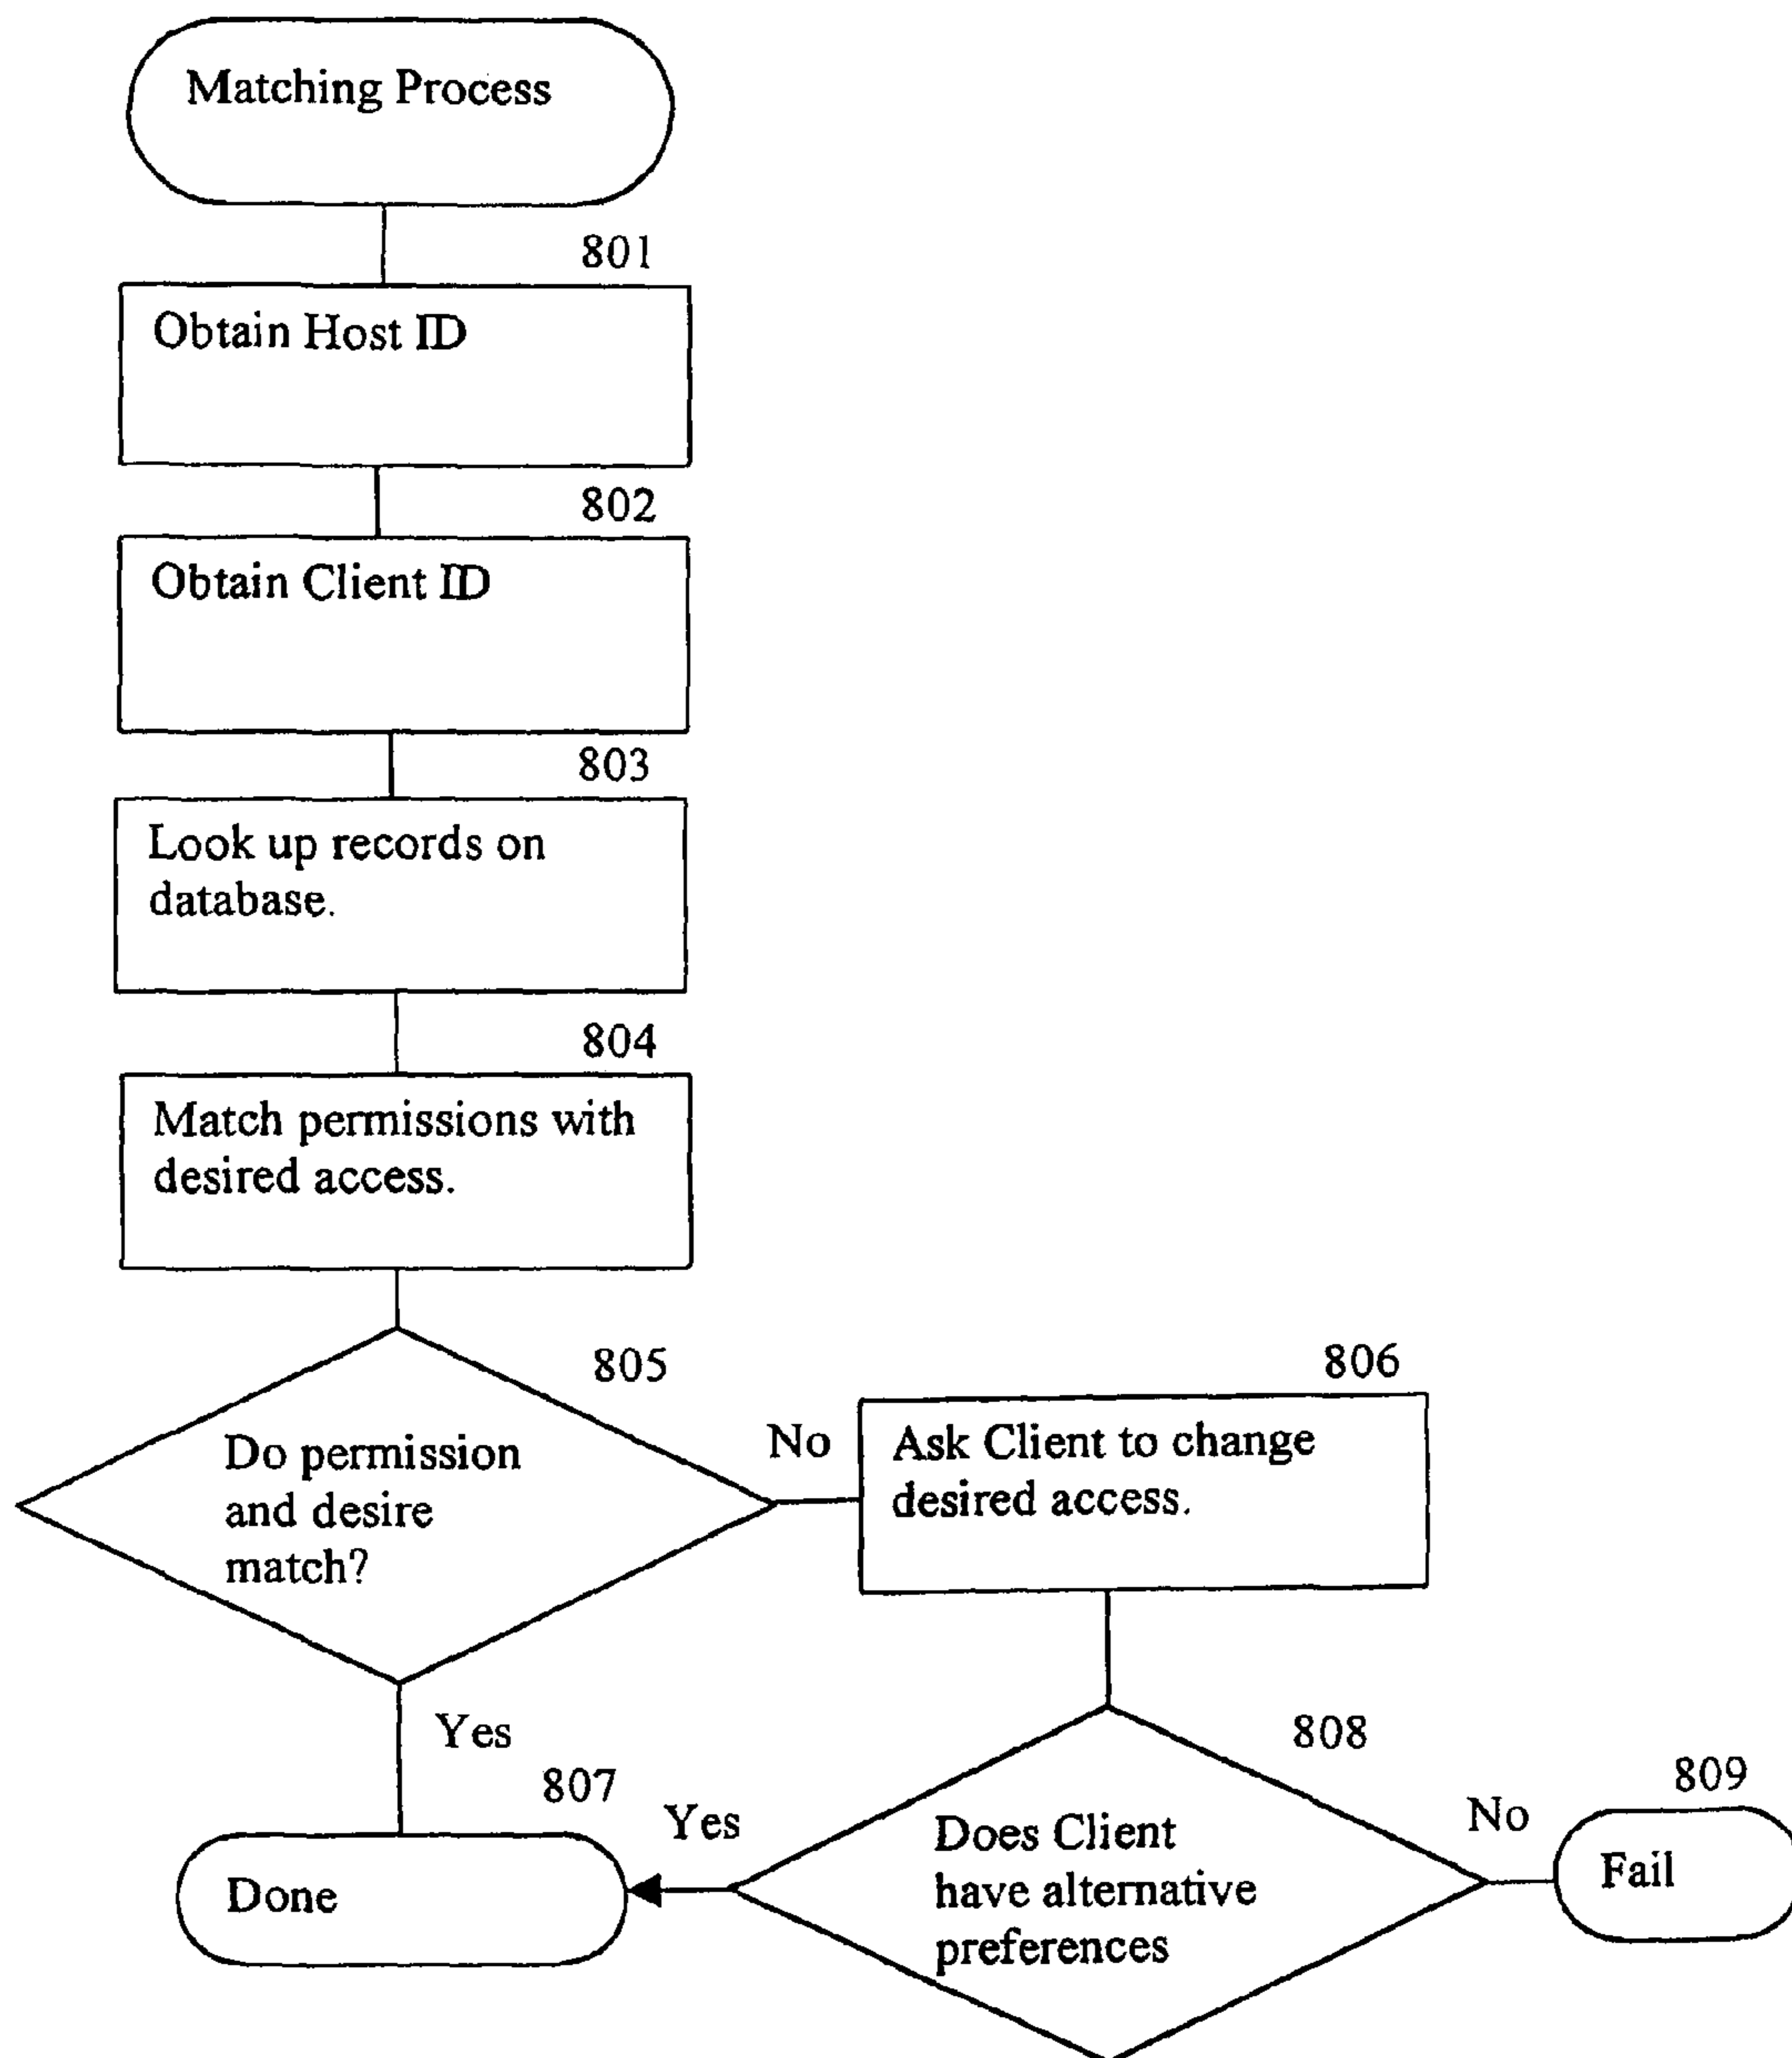 Matching Process
801
Obtain Host ID
802
Obtain Client ID
803
Look up records on
database.
804
Match permissions with
desired access.
805
Do permission
and desire
match?
No
806
Ask Client to change
desired access.
Yes
807
Done
Yes
808
Does Client
have alternative
preferences
No
809
Fail